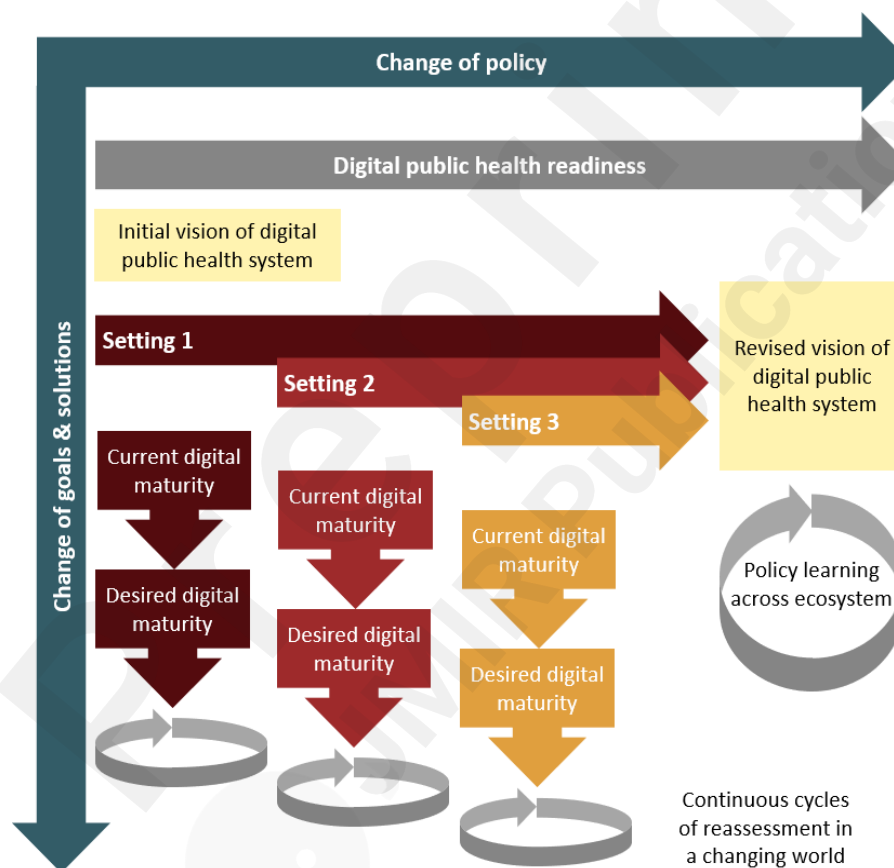 Change of policy
Digital public health readiness
Initial vision of digital
public health system
Change of goals & solutions
Setting 1
Setting 2
Setting 3
Revised vision of
digital public
health system
Current digital
maturity
Desired digital
maturity
Current digital
maturity
Desired digital
maturity
Current digital
maturity
Desired digital
maturity
Policy learning
across ecosystem
Continuous cycles
of reassessment in
a changing world
Preprin
JMIR Publication